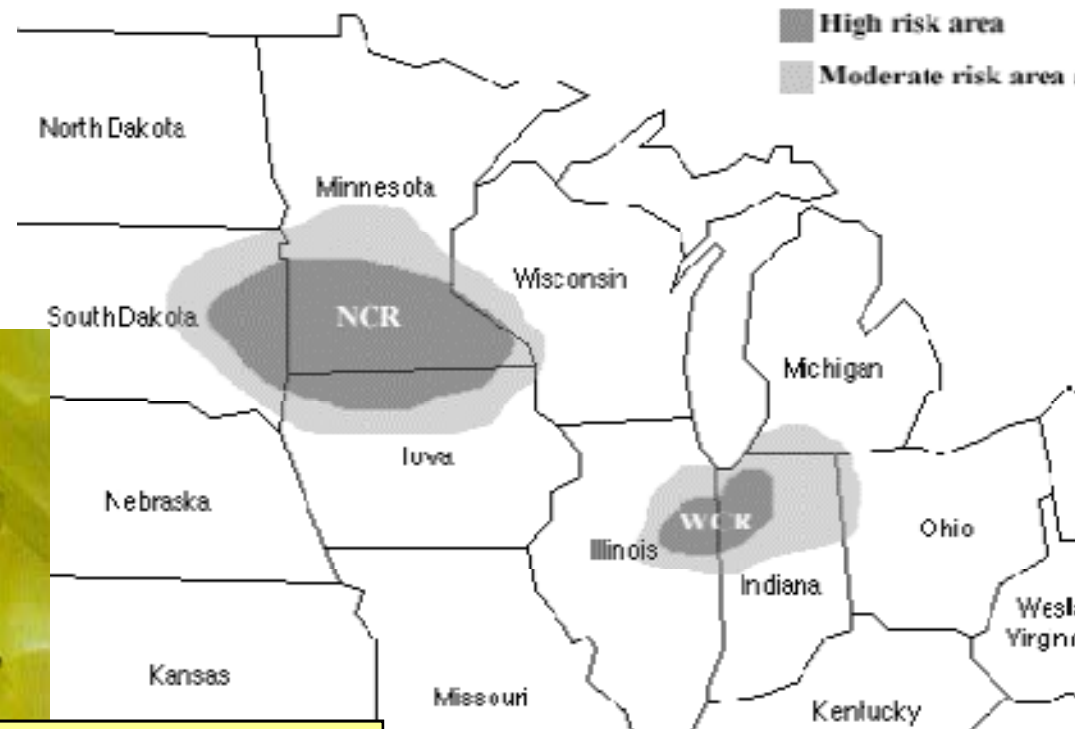 High risk area
Moderate risk area
North Dakota
Minnesota
Wisconsin
South Dakota
NCR
Michigan
Iowa
Nebraska
WCR
Illinois
Ohio
Indiana
Kansas
Missouri
Kentucky